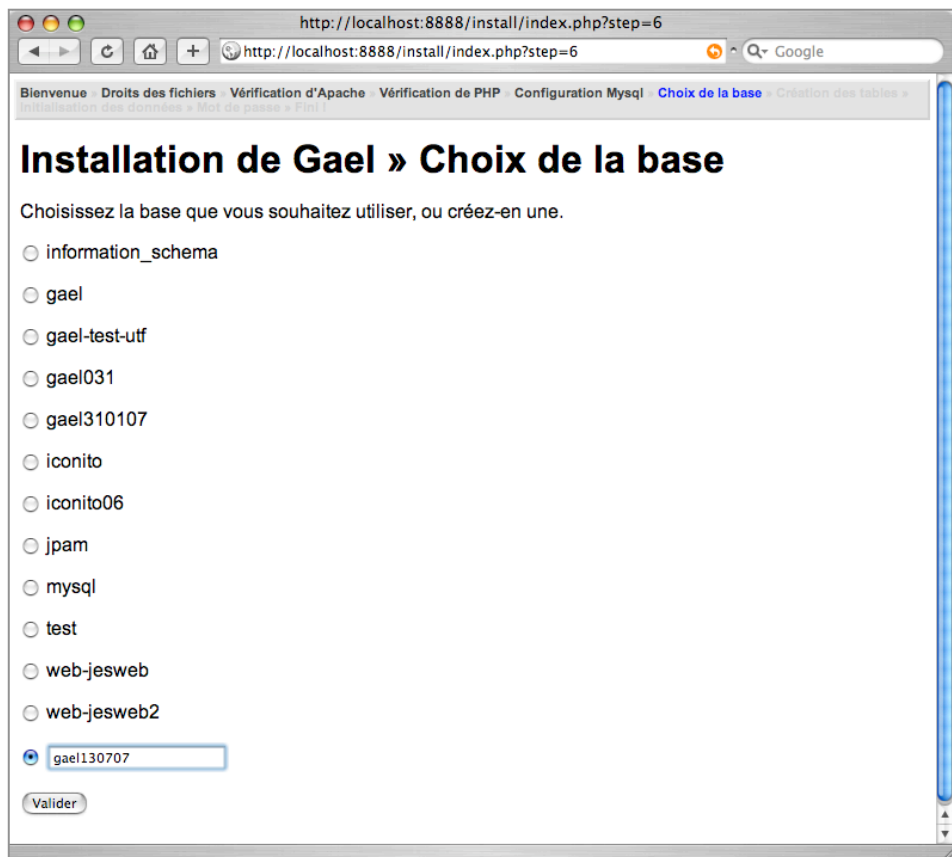 http://localhost:8888/install/index.php?step=6
http://localhost:8888/install/index.php?step=6
Google
Bienvenue » Droits des fichiers » Vérification d'Apache » Vérification de PHP » Configuration Mysql » Choix de la base » Création des tables »
Initialisation des données » Mot de passe » Fini !
Installation de Gael » Choix de la base
Choisissez la base que vous souhaitez utiliser, ou créez-en une.
information_schema
gael
gael-test-utf
gael031
gael310107
iconito
iconito06
jpam
mysql
test
web-jesweb
web-jesweb2
gael130707
Valider